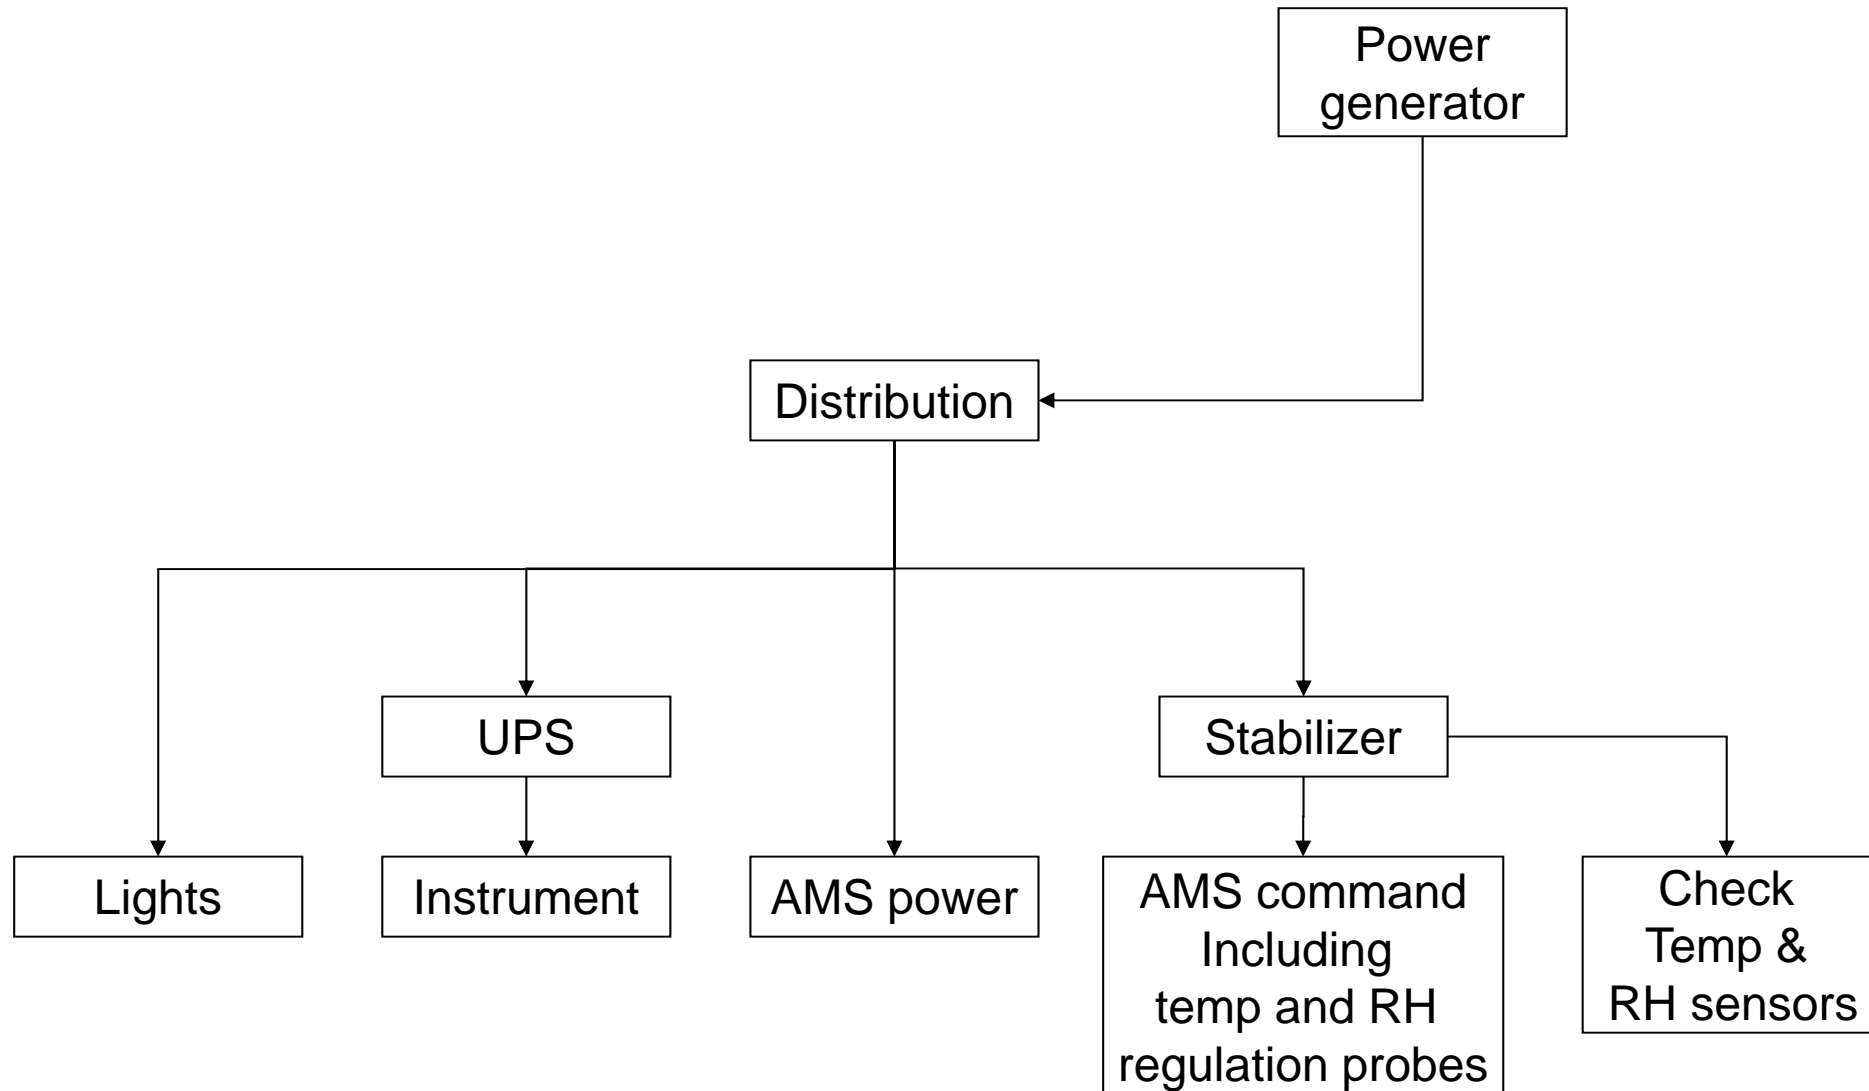 Power
generator
Distribution
UPS
Stabilizer
Lights
Instrument
AMS power
AMS command
Including
temp and RH
regulation probes
Check
Temp &
RH sensors